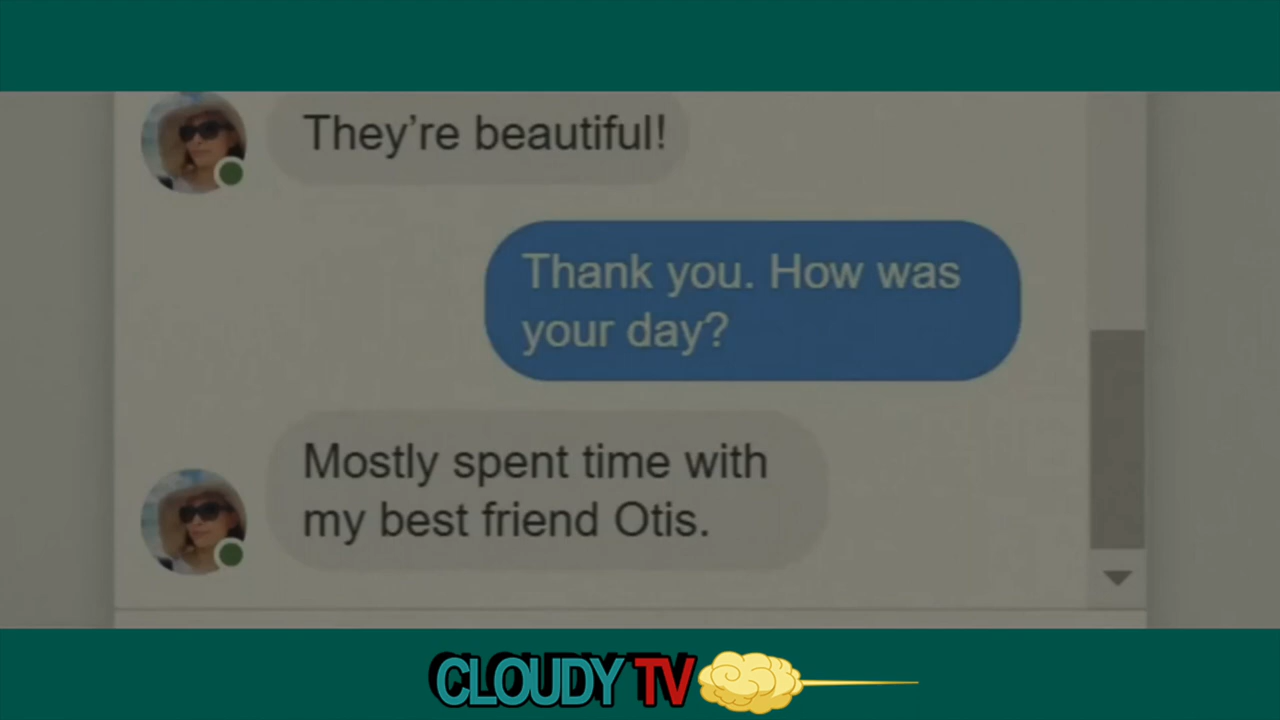 They’re beautiful!
Thank you. How was
your day?
Mostly spent time with
my best friend Otis.
CLOUDY TV